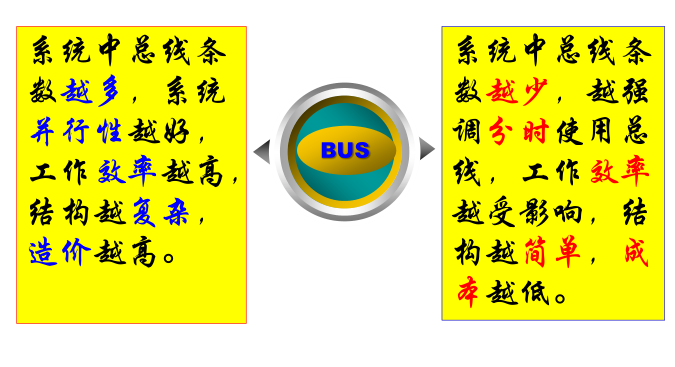 系统中总线条
数越多，系统
并行性越好，
工作效率越高，
结构越复杂，
造价越高。
BUS
系统中总线条
数越少，越强
调分时使用总
线，工作效率
越受影响，结
构越简单，成
本越低。